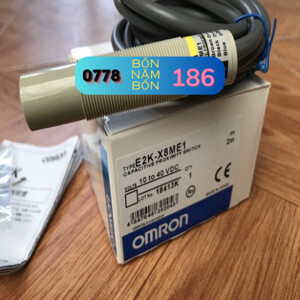 0778
BỐN
NĂM
BỐN
186
TYPE E2K-X8ME1
CAPACITIVE PROXIMITY SWITCH
VOLTS 10 to 40 VDC
QTY 1
LOT No 18413K
2m
OMRON